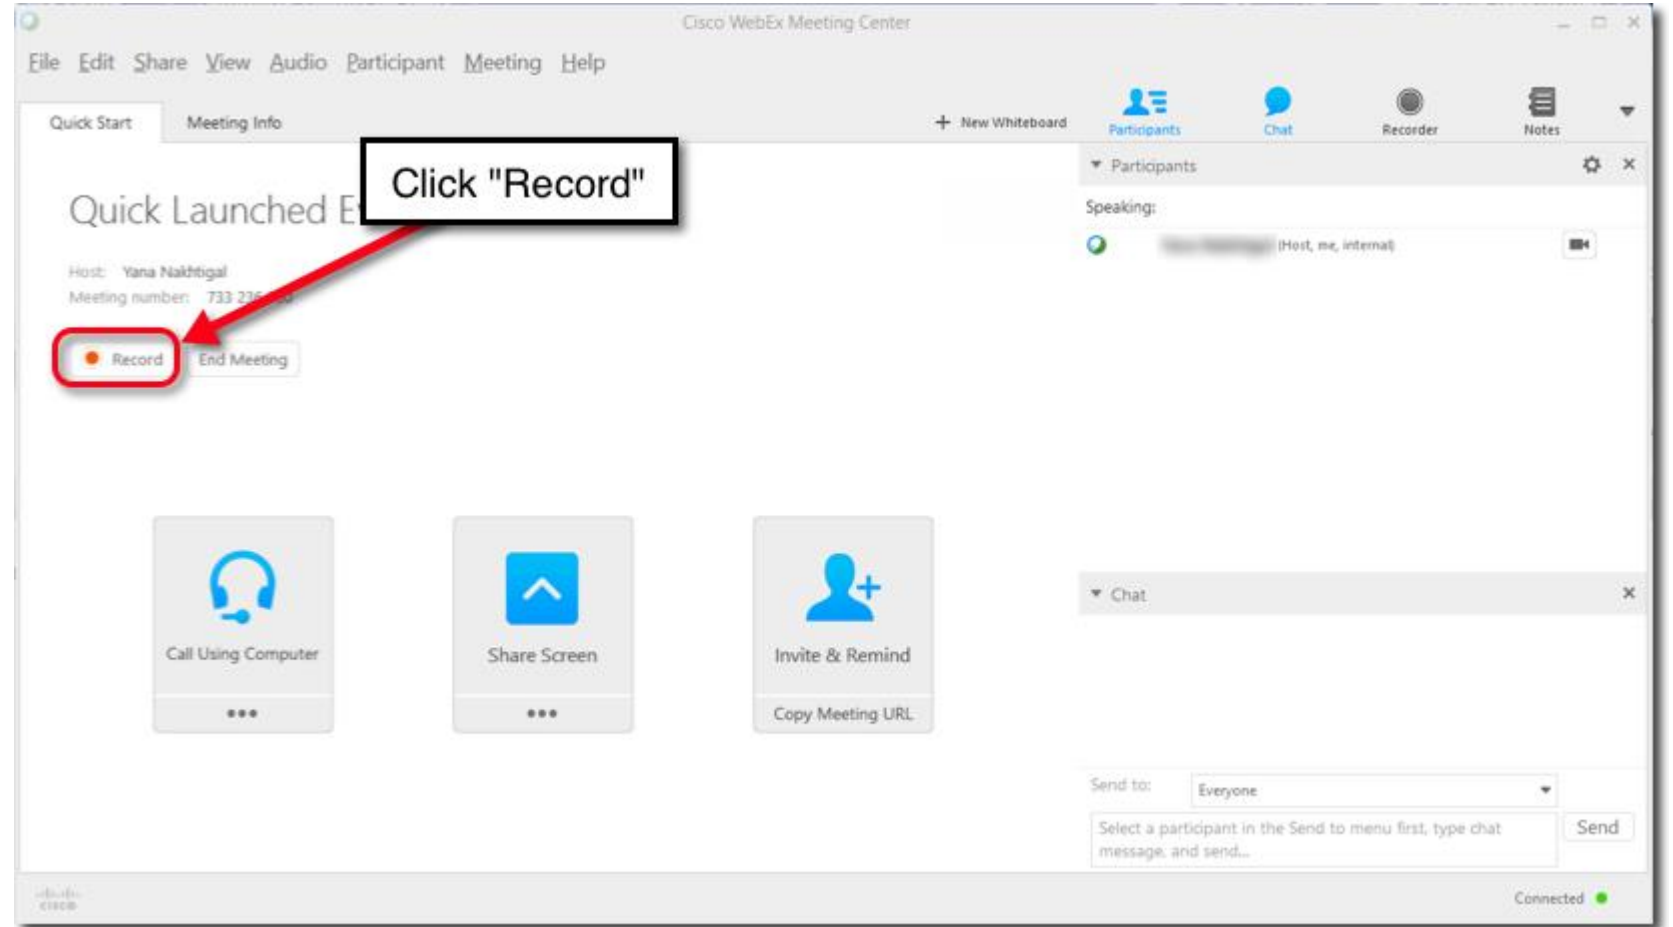 Cisco WebEx Meeting Center
File Edit Share View Audio Participant Meeting Help
Quick Start Meeting Info + New Whiteboard
Participants Chat Recorder Notes
Click "Record"
Participants
Quick Launched
Speaking:
(Host, me, internal)
Host: Yana Nakhtigal
Meeting number: 733
Record End Meeting
Call Using Computer
Share Screen
Invite & Remind
Copy Meeting URL
Chat
Send to: Everyone
Select a participant in the Send to menu first, type chat
message, and send...
Send
cisco
Connected